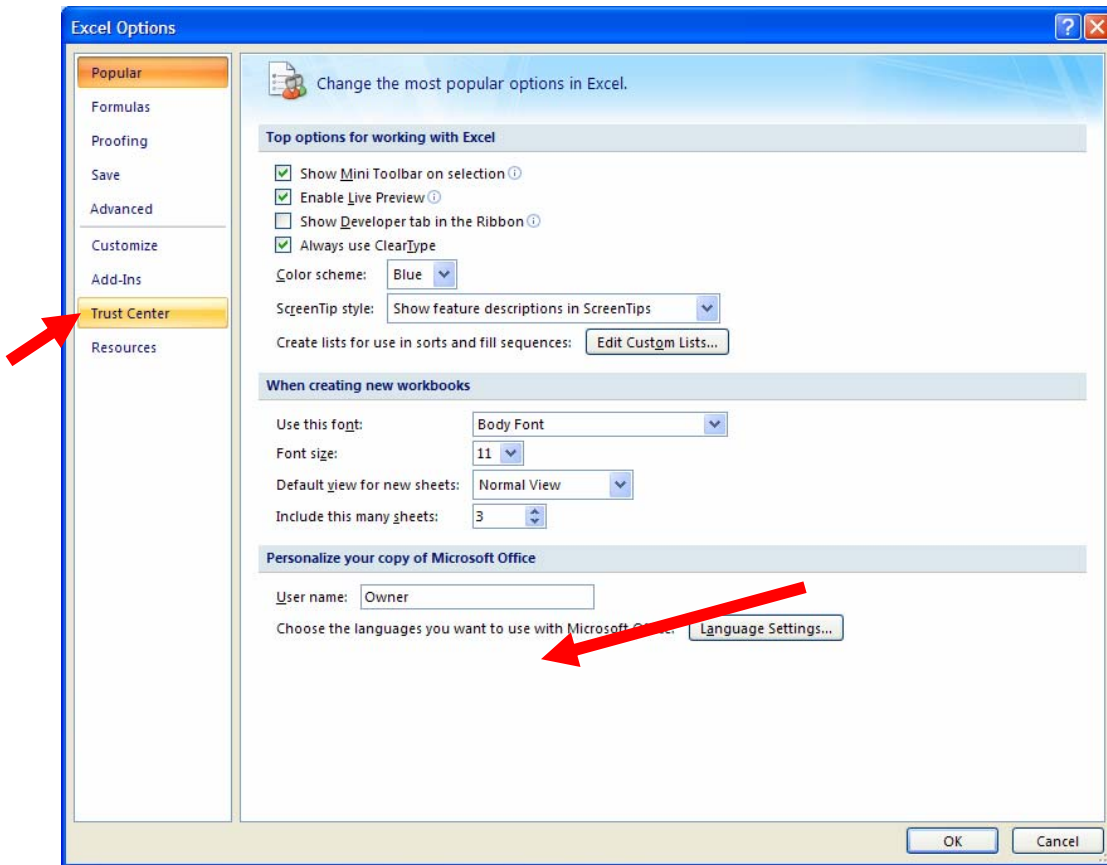 Excel Options
Popular
Formulas
Proofing
Save
Advanced
Customize
Add-Ins
Trust Center
Resources
Change the most popular options in Excel.
Top options for working with Excel
Show Mini Toolbar on selection
Enable Live Preview
Show Developer tab in the Ribbon
Always use ClearType
Color scheme: Blue
ScreenTip style: Show feature descriptions in ScreenTips
Create lists for use in sorts and fill sequences: Edit Custom Lists...
When creating new workbooks
Use this font: Body Font
Font size: 11
Default view for new sheets: Normal View
Include this many sheets: 3
Personalize your copy of Microsoft Office
User name: Owner
Choose the languages you want to use with Microsoft Office: Language Settings...
OK Cancel